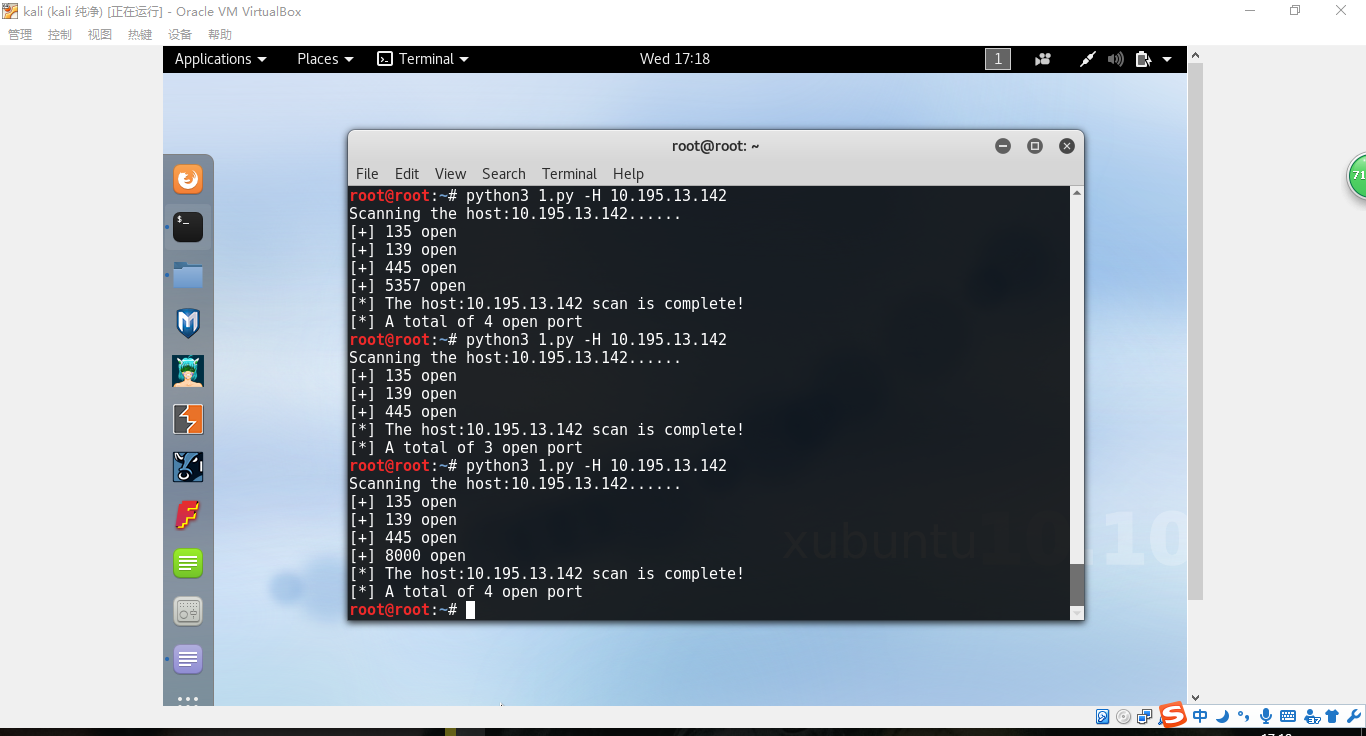 kali (kali 纯净) [正在运行] - Oracle VM VirtualBox
管理 控制 视图 热键 设备 帮助
Applications Places Terminal Wed 17:18 1
root@root: ~
File Edit View Search Terminal Help
root@root:~# python3 1.py -H 10.195.13.142
Scanning the host:10.195.13.142......
[+] 135 open
[+] 139 open
[+] 445 open
[+] 5357 open
[*] The host:10.195.13.142 scan is complete!
[*] A total of 4 open port
root@root:~# python3 1.py -H 10.195.13.142
Scanning the host:10.195.13.142......
[+] 135 open
[+] 139 open
[+] 445 open
[*] The host:10.195.13.142 scan is complete!
[*] A total of 3 open port
root@root:~# python3 1.py -H 10.195.13.142
Scanning the host:10.195.13.142......
[+] 135 open
[+] 139 open
[+] 445 open
[+] 8000 open
[*] The host:10.195.13.142 scan is complete!
[*] A total of 4 open port
root@root:~#
xubuntu 10.10
71
中